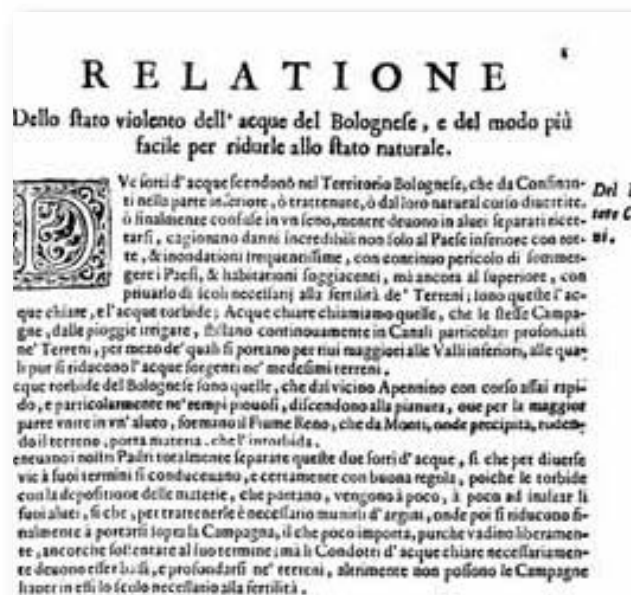 RELATIONE
Dello ſtato violento dell' acque del Bologneſe, e del modo più
facile per ridurle allo ſtato naturale.
DVe ſorti d'acque ſcendonò nel Territorio Bologneſe, che da Confinan-
ti nella parte inferiore, ò trattenute, ò dal loro natural corſo diuertite,
ò finalmente confuſe in vn ſeno, mentre deuono in aluei ſeparati ricet-
tarſi, cagionano danni incredibili non ſolo al Paeſe inferiore con rot-
te, & inondationi frequentiſſime, con continuo pericolo di ſommer-
gere i Paeſi, & habitationi ſoggiacenti, mà ancora al ſuperiore, con
priuarlo di ſcoli neceſſarij alla fertilità de' Terreni; ſono queſte l'ac-
que chiare, e l'acque torbide; Acque chiare chiamiamo quelle, che le ſteſſe Campa-
gne, dalle pioggie irrigate, ſtillano continouamente in Canali particolari profondati
ne' Terreni, per mezo de' quali ſi portano per riui maggiori alle Valli inferiori, alle qua-
li pur ſi riducono l'acque ſorgenti ne' medeſimi terreni.
cque torbide del Bologneſe ſono quelle, che dal vicino Apennino con corſo aſſai rapi-
do, e particolarmente ne' tempi piouoſi, diſcendono alla pianura, oue per la maggior
parte vnite in vn' alueo, formano il Fiume Reno, che da Monti, onde precipita, roden-
do il terreno, porta materia, che l'intorbida.
eneuano i noſtri Padri totalmente ſeparate queſte due ſorti d'acque, ſi che per diuerſe
vie à ſuoi termini ſi conduceuano, e certamente con buona regola, poiche le torbide
con la depoſitione delle materie, che portano, vengono à poco, à poco ad inalzar li
ſuoi aluei, ſi che, per trattenerle è neceſſario munirli d'argini, onde poi ſi riducono fi-
nalmente à portarſi ſopra la Campagna, il che poco importa, purche vadino liberamen-
te, ancorche ſoſtentate al ſuo termine; mà li Condotti d'acque chiare neceſſariamen-
te deuono eſſer baſſi, e profondarſi ne' terreni, altrimente non poſſono le Campagne
hauer in eſſi lo ſcolo neceſſario alla fertilità.
Del